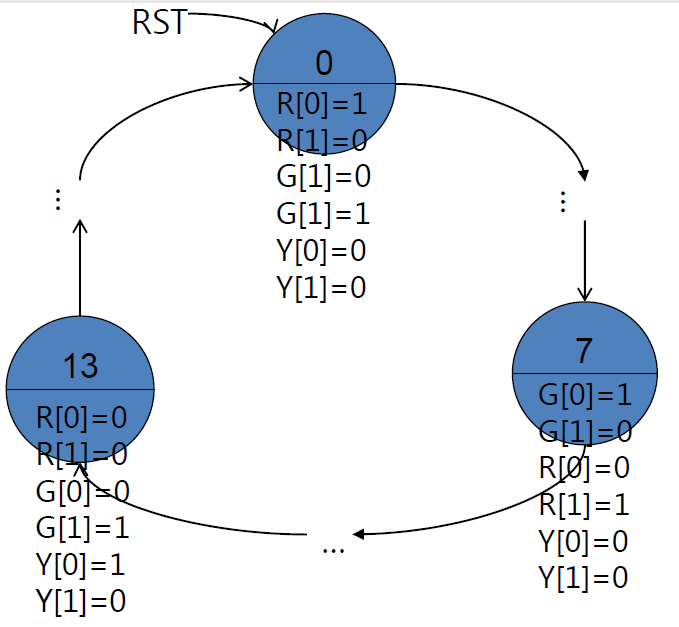 RST
0
R[0]=1
R[1]=0
G[1]=0
G[1]=1
Y[0]=0
Y[1]=0
...
...
7
G[0]=1
G[1]=0
R[0]=0
R[1]=1
Y[0]=0
Y[1]=0
13
R[0]=0
R[1]=0
G[0]=0
G[1]=1
Y[0]=1
Y[1]=0
...